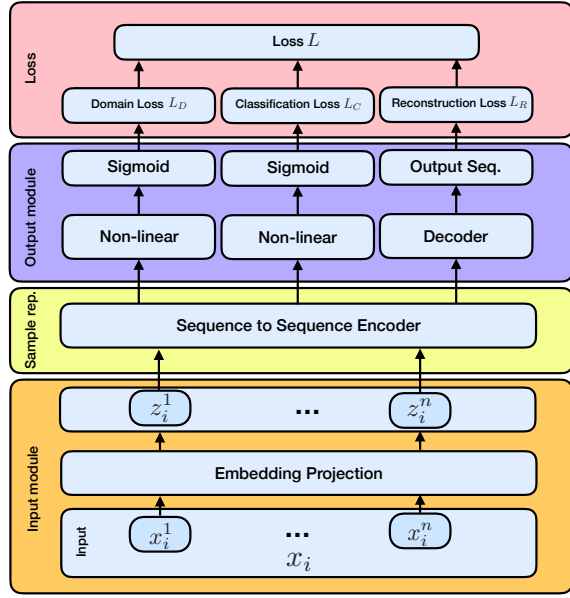 Loss
Loss $L$
Domain Loss $L_D$
Classification Loss $L_C$
Reconstruction Loss $L_R$
Output module
Sigmoid
Sigmoid
Output Seq.
Non-linear
Non-linear
Decoder
Sample rep.
Sequence to Sequence Encoder
Input module
$z_i^1$
...
$z_i^n$
Embedding Projection
Input
$x_i^1$
...
$x_i^n$
$x_i$